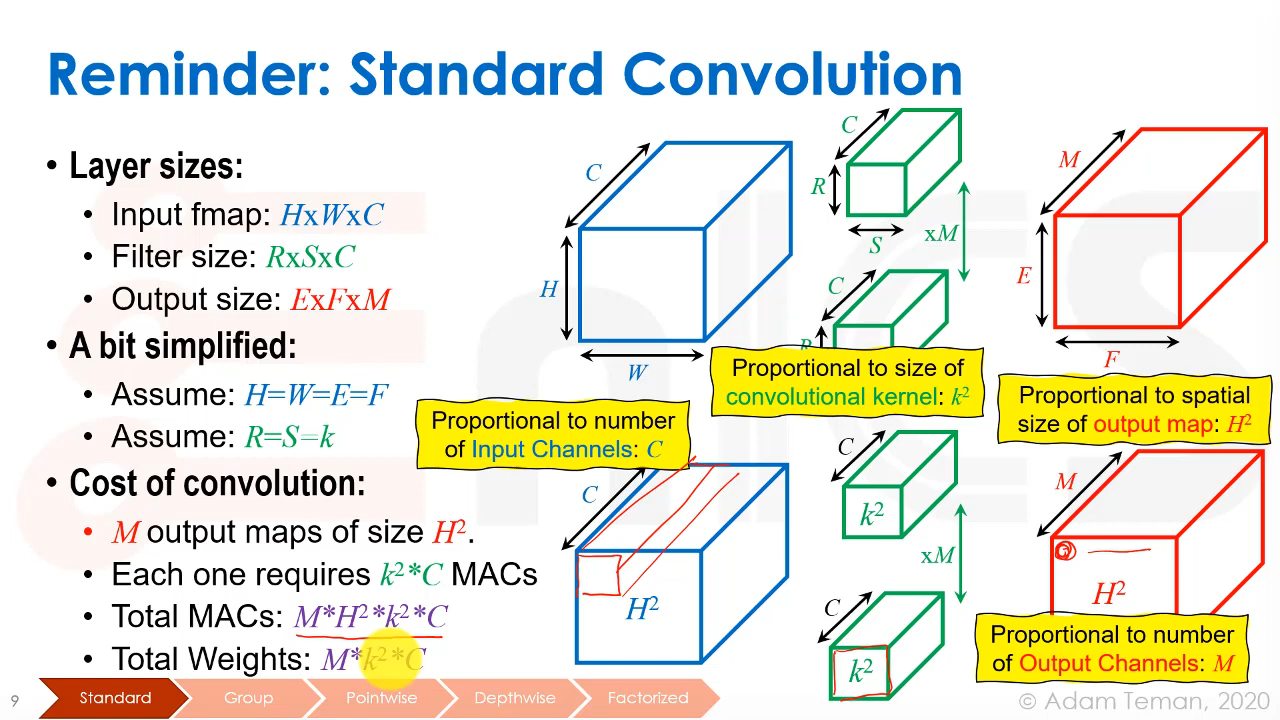 Reminder: Standard Convolution
• Layer sizes:
• Input fmap: HxWxC
• Filter size: RxSxC
• Output size: ExFxM
• A bit simplified:
• Assume: H=W=E=F
• Assume: R=S=k
• Cost of convolution:
• M output maps of size H².
• Each one requires k²*C MACs
• Total MACs: M*H²*k²*C
• Total Weights: M*k²*C
C
H
W
C
R
S
xM
C
R
M
E
F
Proportional to number
of Input Channels: C
Proportional to size of
convolutional kernel: k²
Proportional to spatial
size of output map: H²
C
H²
C
k²
xM
C
k²
M
H²
Proportional to number
of Output Channels: M
9
Standard
Group
Pointwise
Depthwise
Factorized
© Adam Teman, 2020